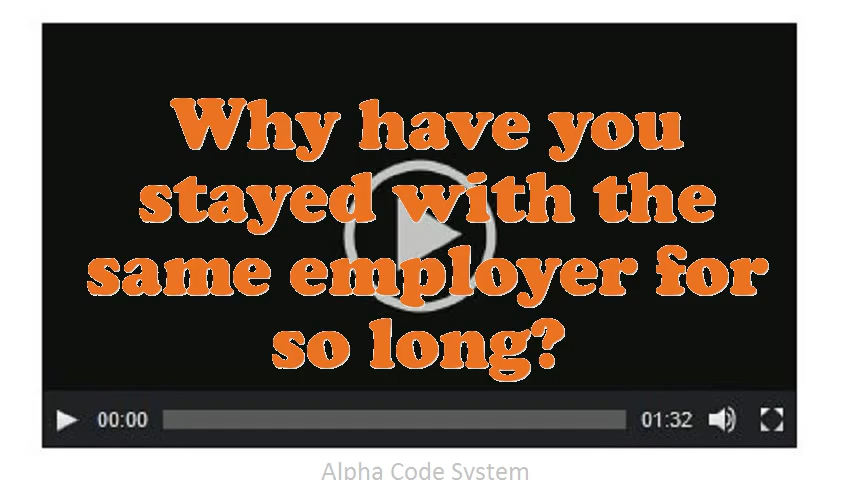 Why have you
stayed with the
same employer for
so long?
00:00 01:32
Alpha Code System